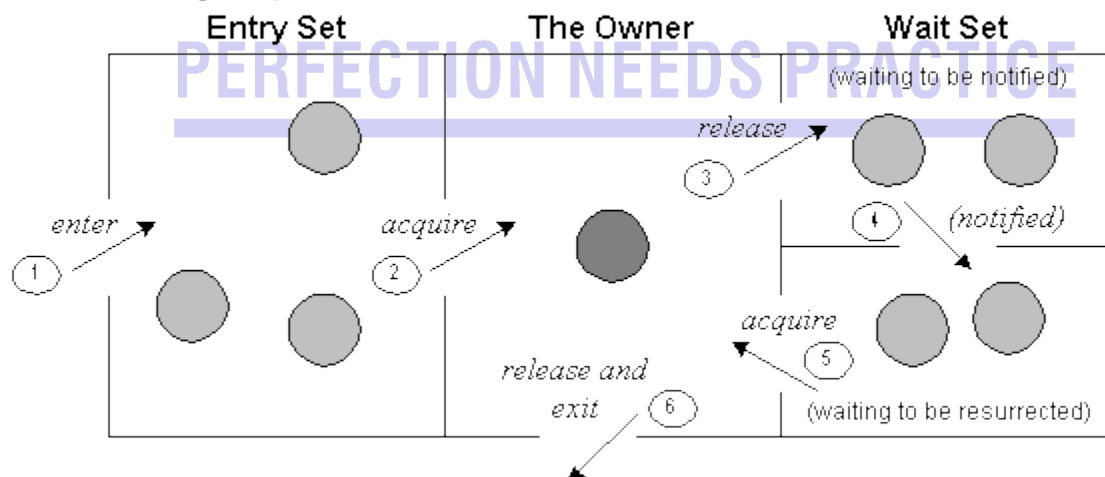 Entry Set The Owner Wait Set
PERFECTION NEEDS PRACTICE
(waiting to be notified)
release
3
enter
acquire
4
(notified)
1
2
acquire
5
release and
exit
6
(waiting to be resurrected)